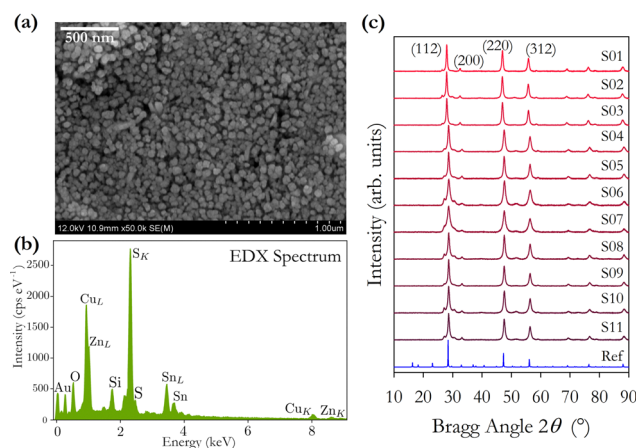 (a)
500 nm
12.0kV 10.9mm x50.0k SE(M)
1.00um
(b)
EDX Spectrum
Intensity (cps eV⁻¹)
2500
2000
1500
1000
500
0
Au
O
Cu_L
Zn_L
Si
S_K
S
Sn_L
Sn
Cu_K
Zn_K
0
2
4
6
8
Energy (keV)
(c)
Intensity (arb. units)
(112)
(200)
(220)
(312)
S01
S02
S03
S04
S05
S06
S07
S08
S09
S10
S11
Ref
10 20 30 40 50 60 70 80 90
Bragg Angle 2θ (°)